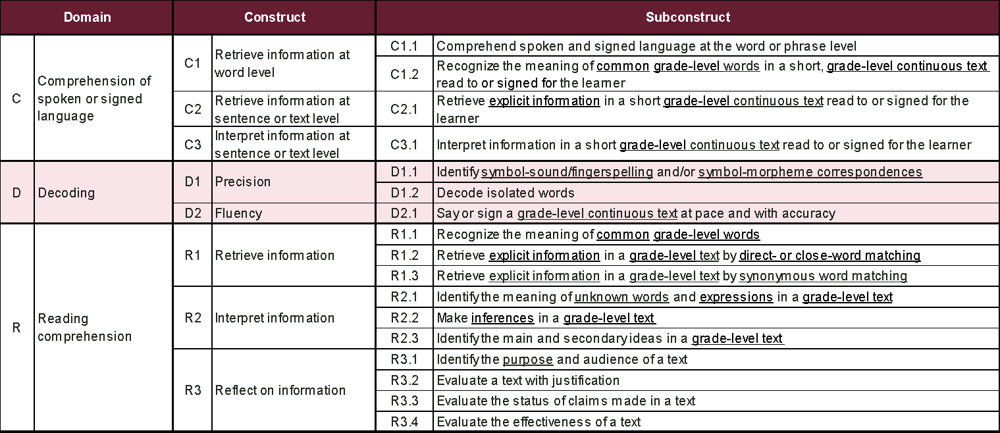 Domain Construct Subconstruct
C Comprehension of spoken or signed language
C1 Retrieve information at word level
C1.1 Comprehend spoken and signed language at the word or phrase level
C1.2 Recognize the meaning of common grade-level words in a short, grade-level continuous text read to or signed for the learner
C2 Retrieve information at sentence or text level
C2.1 Retrieve explicit information in a short grade-level continuous text read to or signed for the learner
C3 Interpret information at sentence or text level
C3.1 Interpret information in a short grade-level continuous text read to or signed for the learner
D Decoding
D1 Precision
D1.1 Identify symbol-sound/fingerspelling and/or symbol-morpheme correspondences
D1.2 Decode isolated words
D2 Fluency
D2.1 Say or sign a grade-level continuous text at pace and with accuracy
R Reading comprehension
R1 Retrieve information
R1.1 Recognize the meaning of common grade-level words
R1.2 Retrieve explicit information in a grade-level text by direct- or close-word matching
R1.3 Retrieve explicit information in a grade-level text by synonymous word matching
R2 Interpret information
R2.1 Identify the meaning of unknown words and expressions in a grade-level text
R2.2 Make inferences in a grade-level text
R2.3 Identify the main and secondary ideas in a grade-level text
R3 Reflect on information
R3.1 Identify the purpose and audience of a text
R3.2 Evaluate a text with justification
R3.3 Evaluate the status of claims made in a text
R3.4 Evaluate the effectiveness of a text